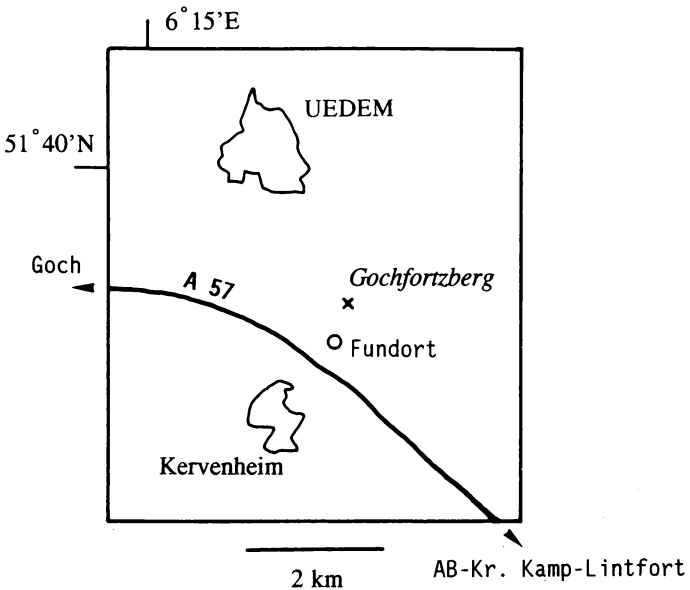 6°15'E
UEDEM
51°40'N
Goch
A 57
Gochfortzberg
Fundort
Kervenheim
2 km
AB-Kr. Kamp-Lintfort